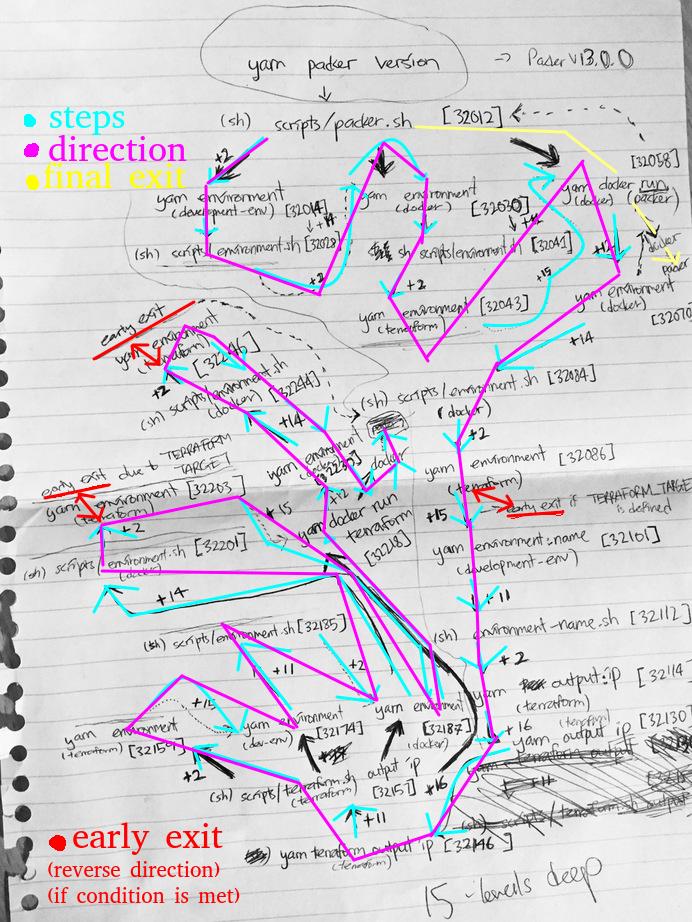 yarn packer version -> Packer v13.0.0
steps
direction
final exit
(sh) scripts/packer.sh [32012]
[32058]
+2
yarn environment
(development-env) [32014]
yarn environment
(docker) [32030]
yarn docker run
(docker) (packer)
(sh) scripts/environment.sh [32028]
sh scripts/environment.sh [32041]
+2
docker
packer
+15
+2
yarn environment
(terraform) [32043]
yarn environment
(docker)
early exit
yarn environment
(terraform)
+14
+2
(sh) scripts/environment.sh
(docker) [32244]
(sh) scripts/environment.sh [32084]
(docker)
+14
+2
early exit due to TERRAFORM
TARGET
yarn environment
docker
yarn environment [32086]
(terraform)
yarn environment [32203]
(terraform)
+15
+2
+15
early exit if TERRAFORM_TARGET
is defined
yarn docker run
terraform
[32218]
yarn environment-name [32101]
(development-env)
(sh) scripts/environment.sh [32201]
(docker)
+14
+11
(sh) scripts/environment.sh [32185]
(sh) environment-name.sh [32112]
+11
+2
+2
yarn output:ip [32114
(terraform)
+15
yarn environment
(terraform) [32159]
yarn environment
(dev-env) [32174]
yarn environment
(docker) [32187]
+16
yarn output ip [32130]
+2
(sh) scripts/terraform.sh output ip
(terraform) [32157]
+16
+11
+11
early exit
(reverse direction)
(if condition is met)
yarn terraform output ip [32146]
(terraform)
15-levels deep